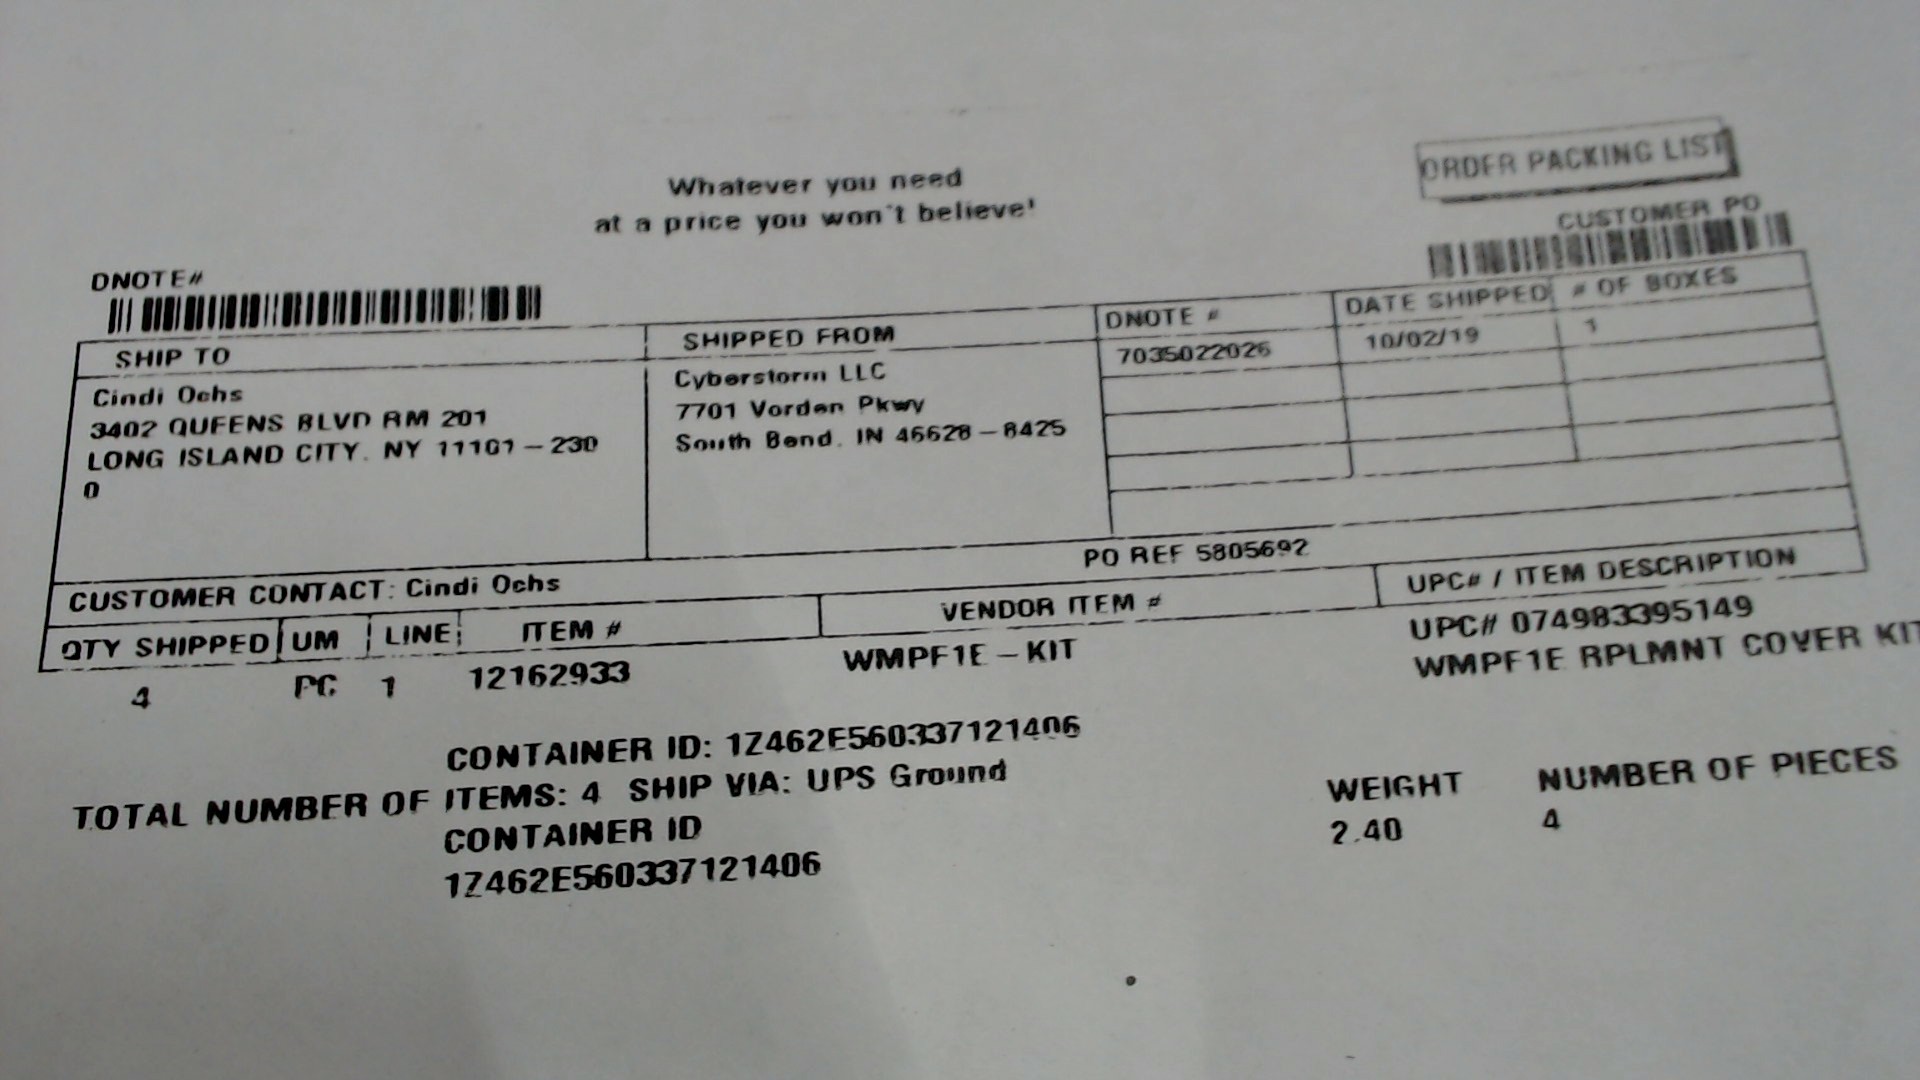 Whatever you need
at a price you won't believe!
ORDER PACKING LIST
CUSTOMER PO
DNOTE#
SHIP TO
SHIPPED FROM
DNOTE #
DATE SHIPPED
# OF BOXES
7035022026
10/02/19
1
Cindi Ochs
3402 QUEENS BLVD RM 201
LONG ISLAND CITY, NY 11101-230
0
Cyberstorm LLC
7701 Vorden Pkwy
South Bend, IN 46628-8425
CUSTOMER CONTACT: Cindi Ochs
PO REF 5805692
QTY SHIPPED
UM
LINE
ITEM #
VENDOR ITEM #
UPC# / ITEM DESCRIPTION
4
PC
1
12162933
WMPF1E-KIT
UPC# 074983395149
WMPF1E RPLMNT COVER KIT
CONTAINER ID: 1Z462E560337121406
TOTAL NUMBER OF ITEMS: 4 SHIP VIA: UPS Ground
CONTAINER ID
1Z462E560337121406
WEIGHT
NUMBER OF PIECES
2.40
4